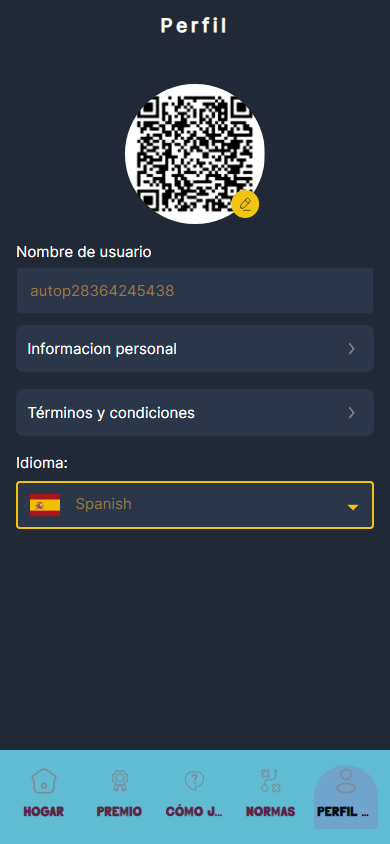 Perfil
Nombre de usuario
autop28364245438
Informacion personal
Términos y condiciones
Idioma:
Spanish
HOGAR
PREMIO
CÓMO J...
NORMAS
PERFIL ...